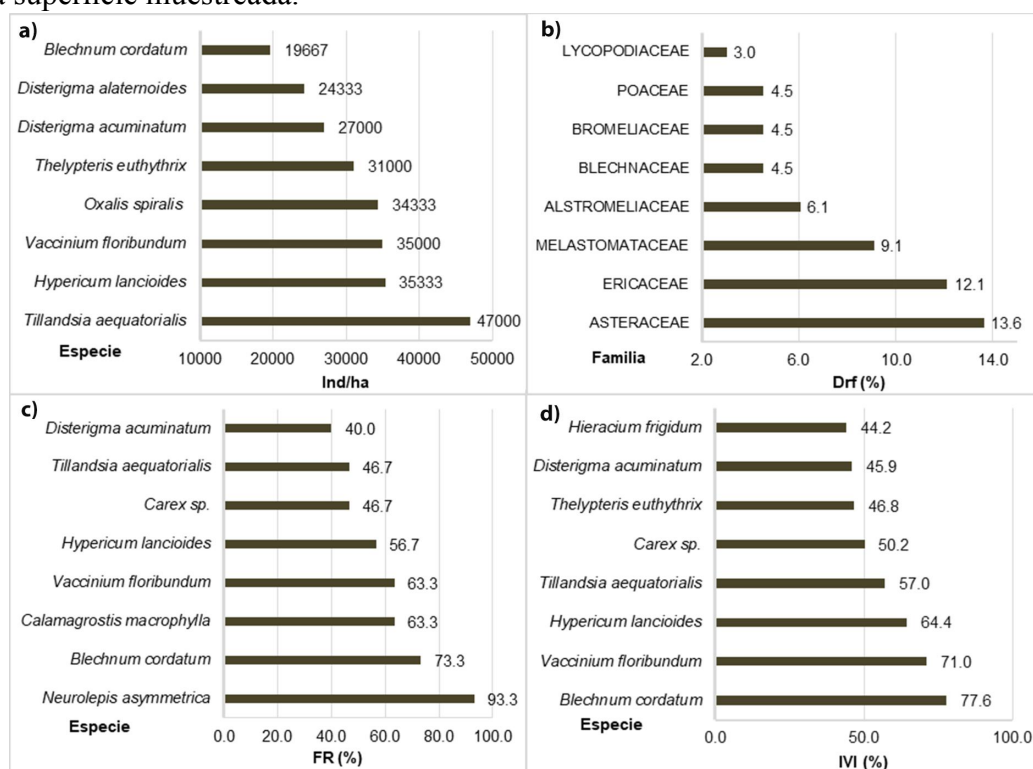 a superficie muestreada.
a)
Blechnum cordatum 19667
Disterigma alaternoides 24333
Disterigma acuminatum 27000
Thelypteris euthythrix 31000
Oxalis spiralis 34333
Vaccinium floribundum 35000
Hypericum lancioides 35333
Tillandsia aequatorialis 47000
Especie
10000 20000 30000 40000 50000
Ind/ha
b)
LYCOPODIACEAE 3.0
POACEAE 4.5
BROMELIACEAE 4.5
BLECHNACEAE 4.5
ALSTROMELIACEAE 6.1
MELASTOMATACEAE 9.1
ERICACEAE 12.1
ASTERACEAE 13.6
Familia
2.0 6.0 10.0 14.0
Drf (%)
c)
Disterigma acuminatum 40.0
Tillandsia aequatorialis 46.7
Carex sp. 46.7
Hypericum lancioides 56.7
Vaccinium floribundum 63.3
Calamagrostis macrophylla 63.3
Blechnum cordatum 73.3
Neurolepis asymmetrica 93.3
Especie
0.0 20.0 40.0 60.0 80.0 100.0
FR (%)
d)
Hieracium frigidum 44.2
Disterigma acuminatum 45.9
Thelypteris euthythrix 46.8
Carex sp. 50.2
Tillandsia aequatorialis 57.0
Hypericum lancioides 64.4
Vaccinium floribundum 71.0
Blechnum cordatum 77.6
Especie
0.0 50.0 100.0
IVI (%)